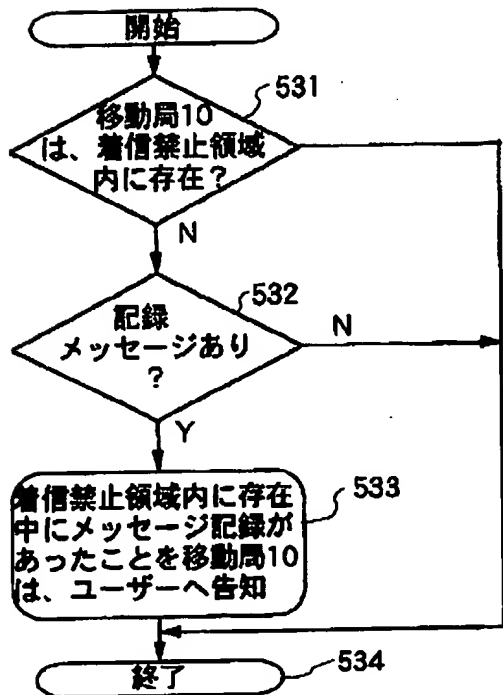 開始
531
移動局10
は、着信禁止領域
内に存在?
N
532
記録
メッセージあり
?
N
Y
533
着信禁止領域内に存在
中にメッセージ記録が
あったことを移動局10
は、ユーザーへ告知
終了
534